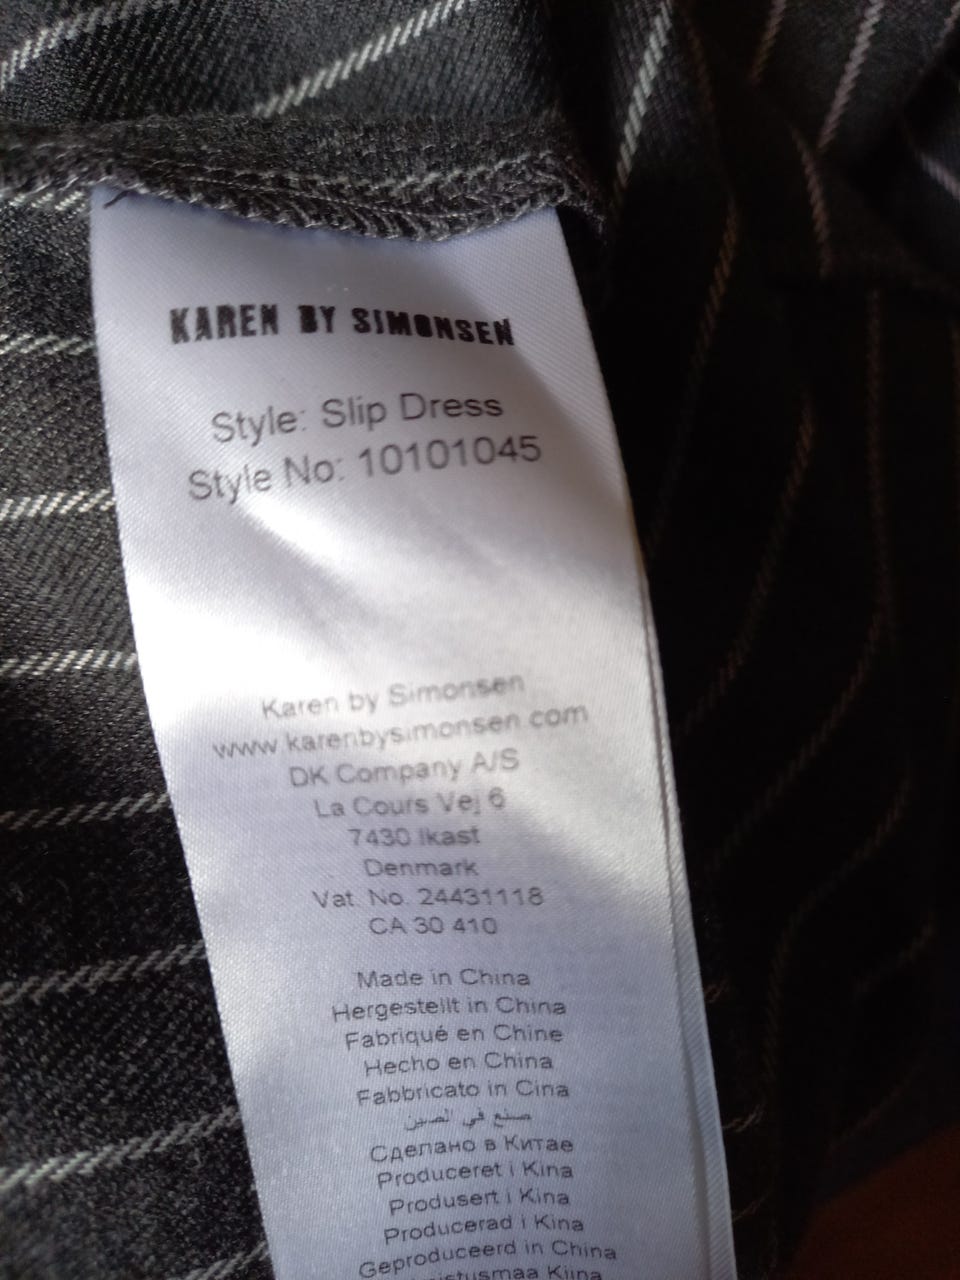 KAREN BY SIMONSEN
Style: Slip Dress
Style No: 10101045
Karen by Simonsen
www.karenbysimonsen.com
DK Company A/S
La Cours Vej 6
7430 Ikast
Denmark
Vat. No. 24431118
CA 30 410
Made in China
Hergestellt in China
Fabriqué en Chine
Hecho en China
Fabbricato in Cina
صنع في الصين
Сделано в Китае
Produceret i Kina
Produsert i Kina
Producerad i Kina
Geproduceerd in China
Kiina